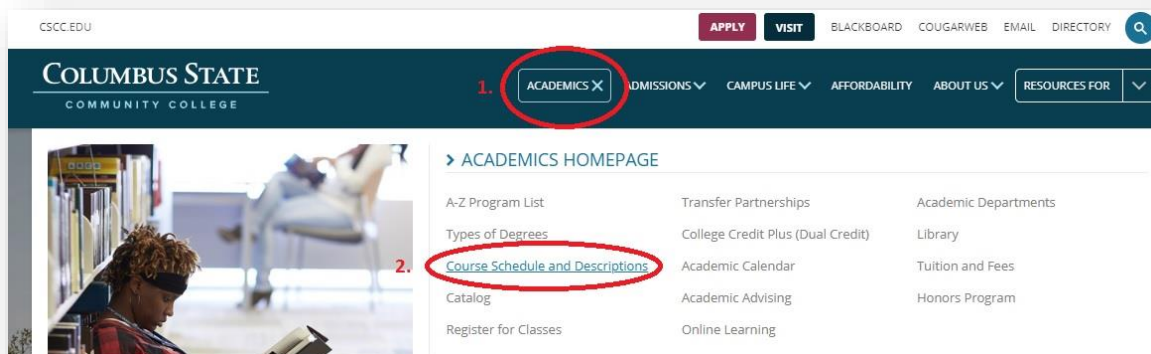 CSCC.EDU
APPLY VISIT BLACKBOARD COUGARWEB EMAIL DIRECTORY
COLUMBUS STATE
COMMUNITY COLLEGE
1. ACADEMICS ADMISSIONS CAMPUS LIFE AFFORDABILITY ABOUT US RESOURCES FOR
ACADEMICS HOMEPAGE
A-Z Program List Transfer Partnerships Academic Departments
Types of Degrees College Credit Plus (Dual Credit) Library
2. Course Schedule and Descriptions Academic Calendar Tuition and Fees
Catalog Academic Advising Honors Program
Register for Classes Online Learning